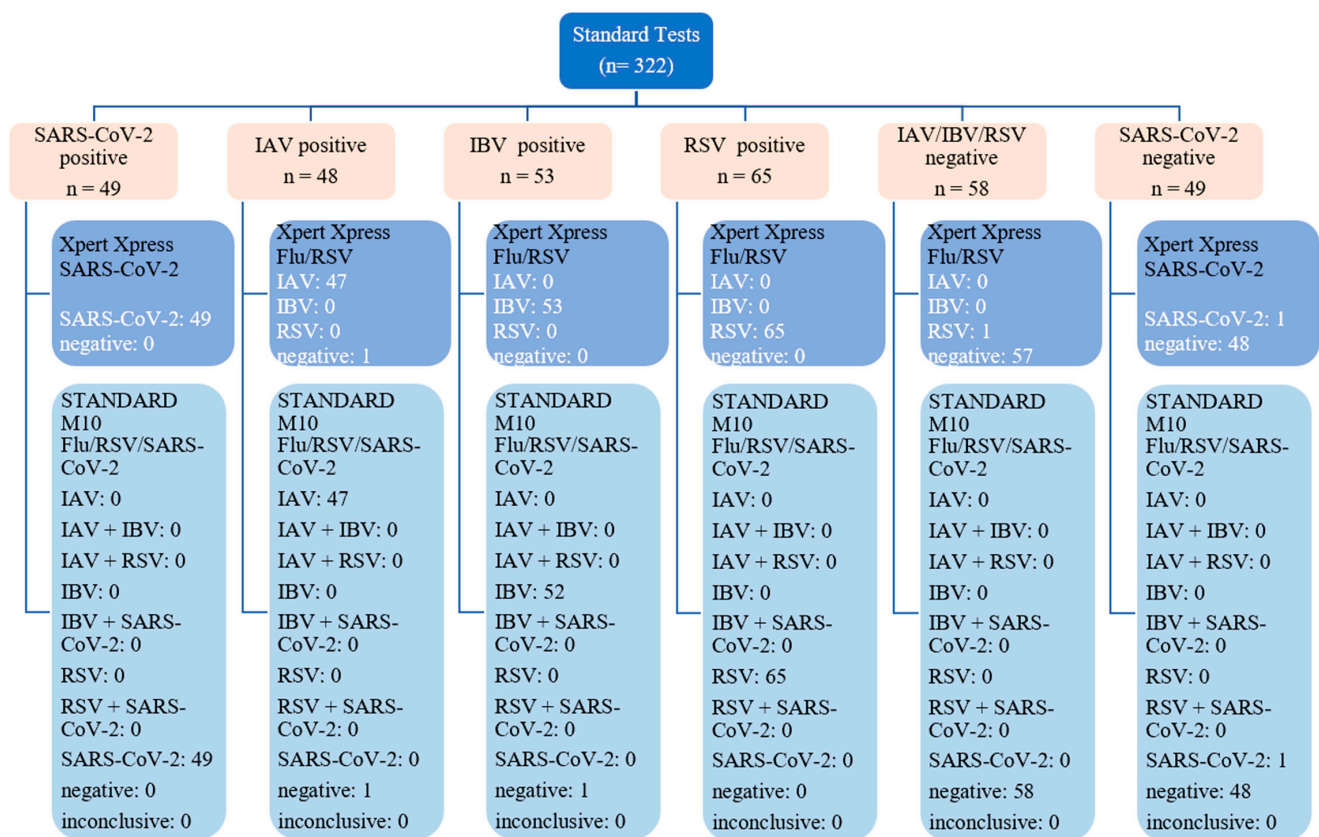 Standard Tests
(n= 322)
SARS-CoV-2
positive
n = 49
IAV positive
n = 48
IBV positive
n = 53
RSV positive
n = 65
IAV/IBV/RSV
negative
n = 58
SARS-CoV-2
negative
n = 49
Xpert Xpress
SARS-CoV-2
SARS-CoV-2: 49
negative: 0
Xpert Xpress
Flu/RSV
IAV: 47
IBV: 0
RSV: 0
negative: 1
Xpert Xpress
Flu/RSV
IAV: 0
IBV: 53
RSV: 0
negative: 0
Xpert Xpress
Flu/RSV
IAV: 0
IBV: 0
RSV: 65
negative: 0
Xpert Xpress
Flu/RSV
IAV: 0
IBV: 0
RSV: 1
negative: 57
Xpert Xpress
SARS-CoV-2
SARS-CoV-2: 1
negative: 48
STANDARD
M10
Flu/RSV/SARS-
CoV-2
IAV: 0
IAV + IBV: 0
IAV + RSV: 0
IBV: 0
IBV + SARS-
CoV-2: 0
RSV: 0
RSV + SARS-
CoV-2: 0
SARS-CoV-2: 49
negative: 0
inconclusive: 0
STANDARD
M10
Flu/RSV/SARS-
CoV-2
IAV: 47
IAV + IBV: 0
IAV + RSV: 0
IBV: 0
IBV + SARS-
CoV-2: 0
RSV: 0
RSV + SARS-
CoV-2: 0
SARS-CoV-2: 0
negative: 1
inconclusive: 0
STANDARD
M10
Flu/RSV/SARS-
CoV-2
IAV: 0
IAV + IBV: 0
IAV + RSV: 0
IBV: 52
IBV + SARS-
CoV-2: 0
RSV: 0
RSV + SARS-
CoV-2: 0
SARS-CoV-2: 0
negative: 1
inconclusive: 0
STANDARD
M10
Flu/RSV/SARS-
CoV-2
IAV: 0
IAV + IBV: 0
IAV + RSV: 0
IBV: 0
IBV + SARS-
CoV-2: 0
RSV: 65
RSV + SARS-
CoV-2: 0
SARS-CoV-2: 0
negative: 0
inconclusive: 0
STANDARD
M10
Flu/RSV/SARS-
CoV-2
IAV: 0
IAV + IBV: 0
IAV + RSV: 0
IBV: 0
IBV + SARS-
CoV-2: 0
RSV: 0
RSV + SARS-
CoV-2: 0
SARS-CoV-2: 0
negative: 58
inconclusive: 0
STANDARD
M10
Flu/RSV/SARS-
CoV-2
IAV: 0
IAV + IBV: 0
IAV + RSV: 0
IBV: 0
IBV + SARS-
CoV-2: 0
RSV: 0
RSV + SARS-
CoV-2: 0
SARS-CoV-2: 1
negative: 48
inconclusive: 0